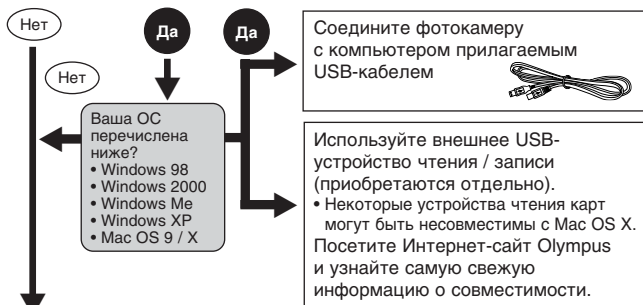 Нет
Да
Да
Нет
Ваша ОС
перечислена
ниже?
• Windows 98
• Windows 2000
• Windows Me
• Windows XP
• Mac OS 9 / X
Соедините фотокамеру
с компьютером прилагаемым
USB-кабелем
Используйте внешнее USB-
устройство чтения / записи
(приобретаются отдельно).
• Некоторые устройства чтения карт
могут быть несовместимы с Mac OS X.
Посетите Интернет-сайт Olympus
и узнайте самую свежую
информацию о совместимости.